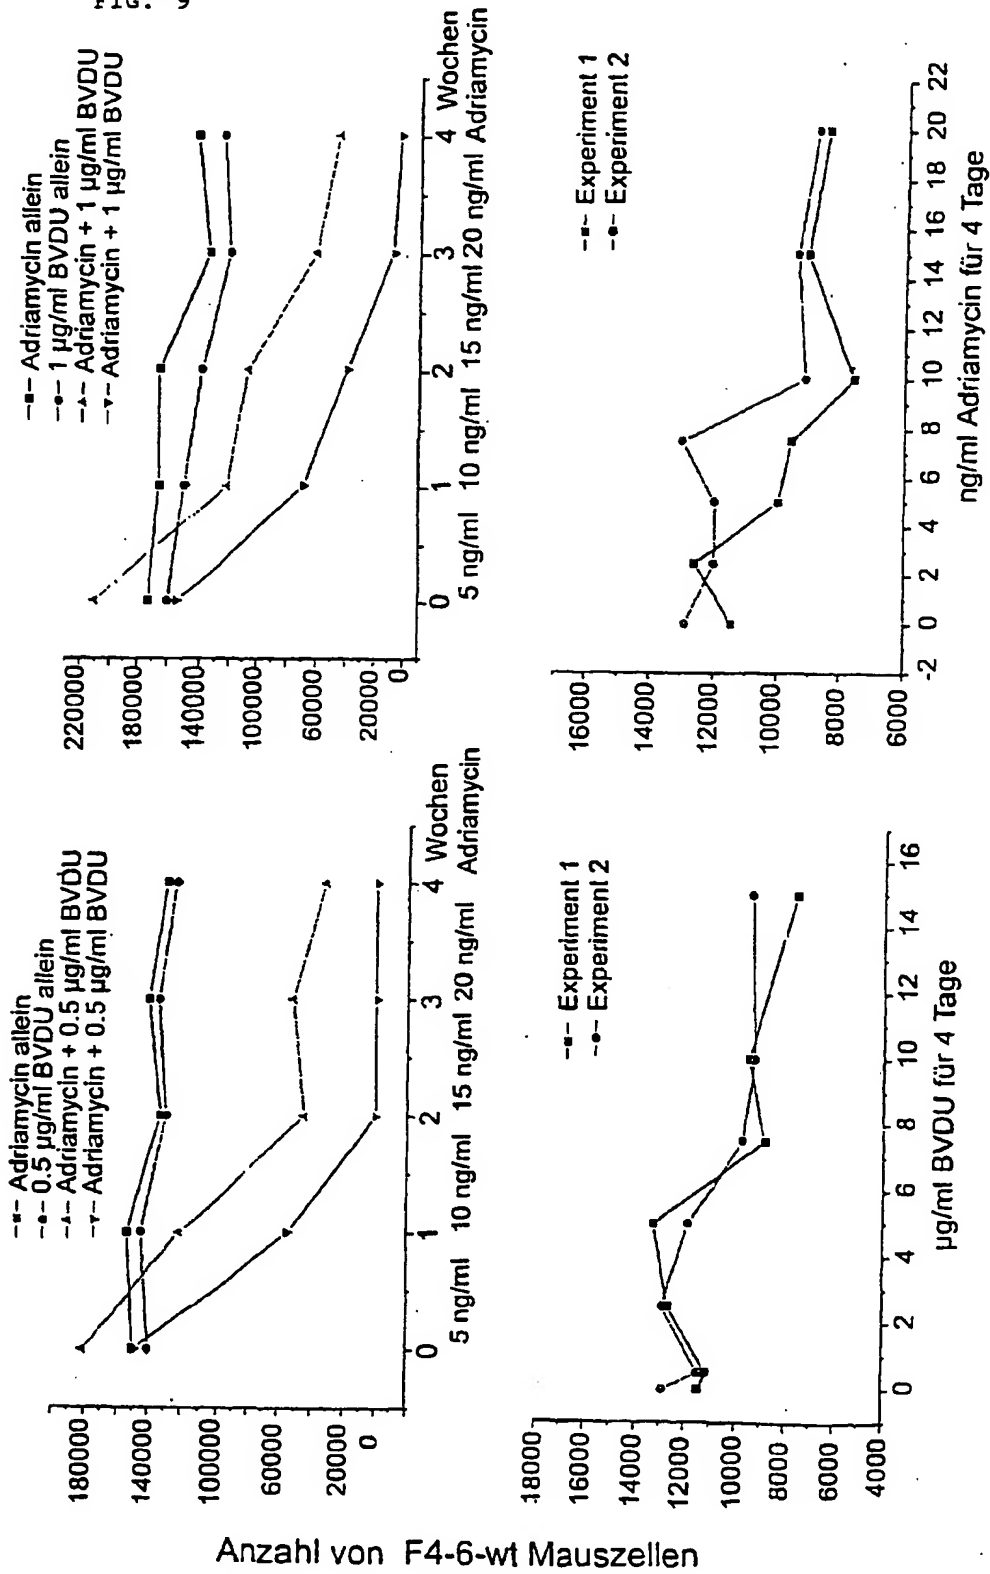 FIG. 9
Anzahl von F4-6-wt Mauszellen
-■- Adriamycin allein
-●- 0.5 µg/ml BVDU allein
-▲- Adriamycin + 0.5 µg/ml BVDU
-▼- Adriamycin + 0.5 µg/ml BVDU
180000
140000
100000
60000
20000
0
0 1 2 3 4 Wochen
5 ng/ml 10 ng/ml 15 ng/ml 20 ng/ml Adriamycin
-■- Adriamycin allein
-●- 1 µg/ml BVDU allein
-▲- Adriamycin + 1 µg/ml BVDU
-▼- Adriamycin + 1 µg/ml BVDU
220000
180000
140000
100000
60000
20000
0
0 1 2 3 4 Wochen
5 ng/ml 10 ng/ml 15 ng/ml 20 ng/ml Adriamycin
-■- Experiment 1
-●- Experiment 2
18000
16000
14000
12000
10000
8000
6000
4000
0 2 4 6 8 10 12 14 16
µg/ml BVDU für 4 Tage
-■- Experiment 1
-●- Experiment 2
16000
14000
12000
10000
8000
6000
-2 0 2 4 6 8 10 12 14 16 18 20 22
ng/ml Adriamycin für 4 Tage